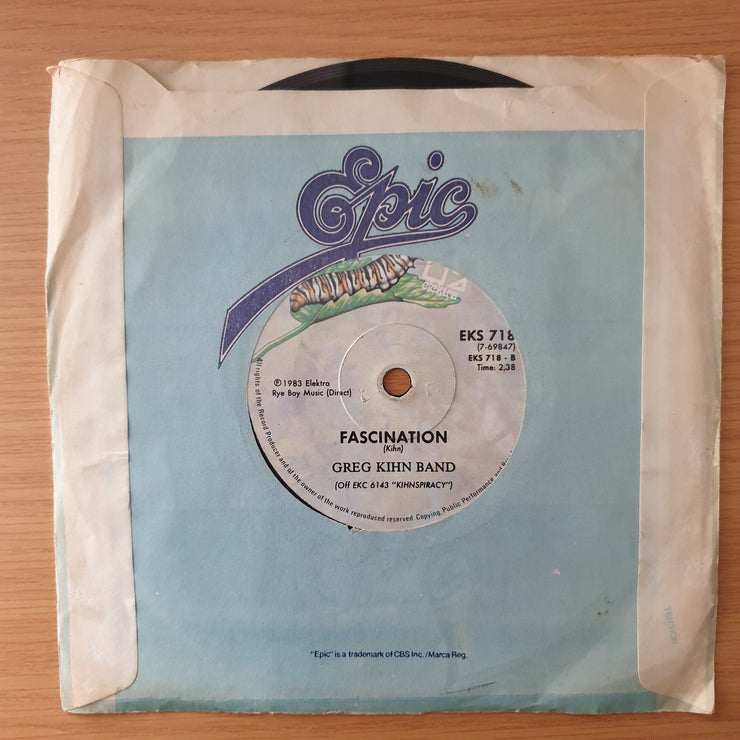 Epic
EKS 718
(7-69847)
EKS 718 - B
Time: 2,38
℗ 1983 Elektra
Rye Boy Music (Direct)
FASCINATION
(Kihn)
GREG KIHN BAND
(Off EKC 6143 "KIHNSPIRACY")
All rights of the Record Producer and of the owner of the work reproduced reserved. Copying, Public Performance and
"Epic" is a trademark of CBS Inc./Marca Reg.